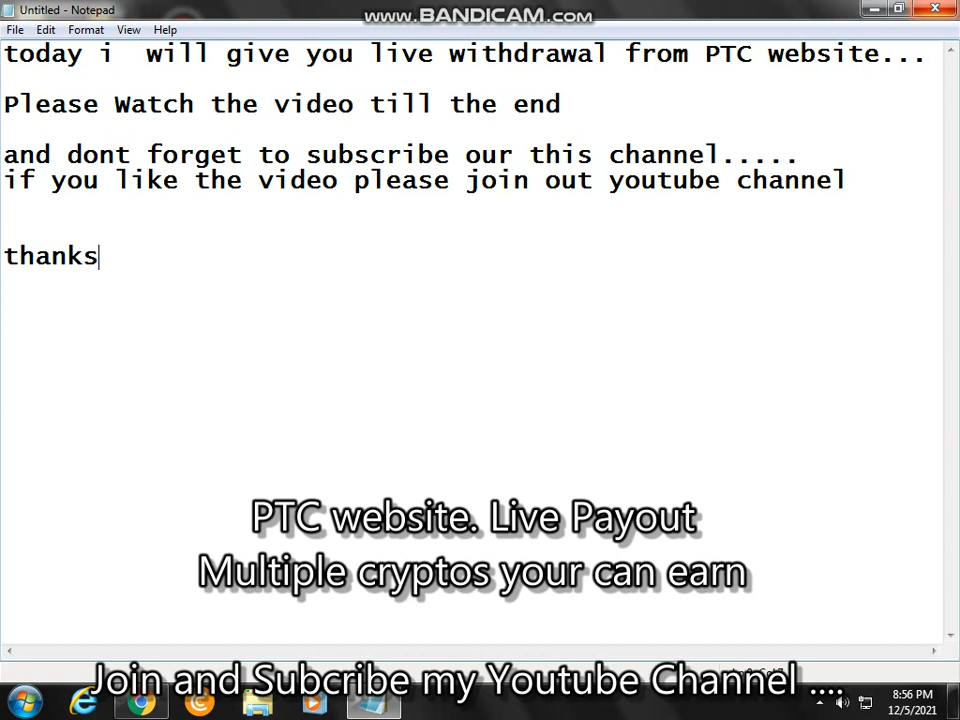 Untitled - Notepad
www.BANDICAM.com
File Edit Format View Help
today i  will give you live withdrawal from PTC website...
Please Watch the video till the end
and dont forget to subscribe our this channel.....
if you like the video please join out youtube channel
thanks
PTC website. Live Payout
Multiple cryptos your can earn
Join and Subcribe my Youtube Channel ....
8:56 PM
12/5/2021